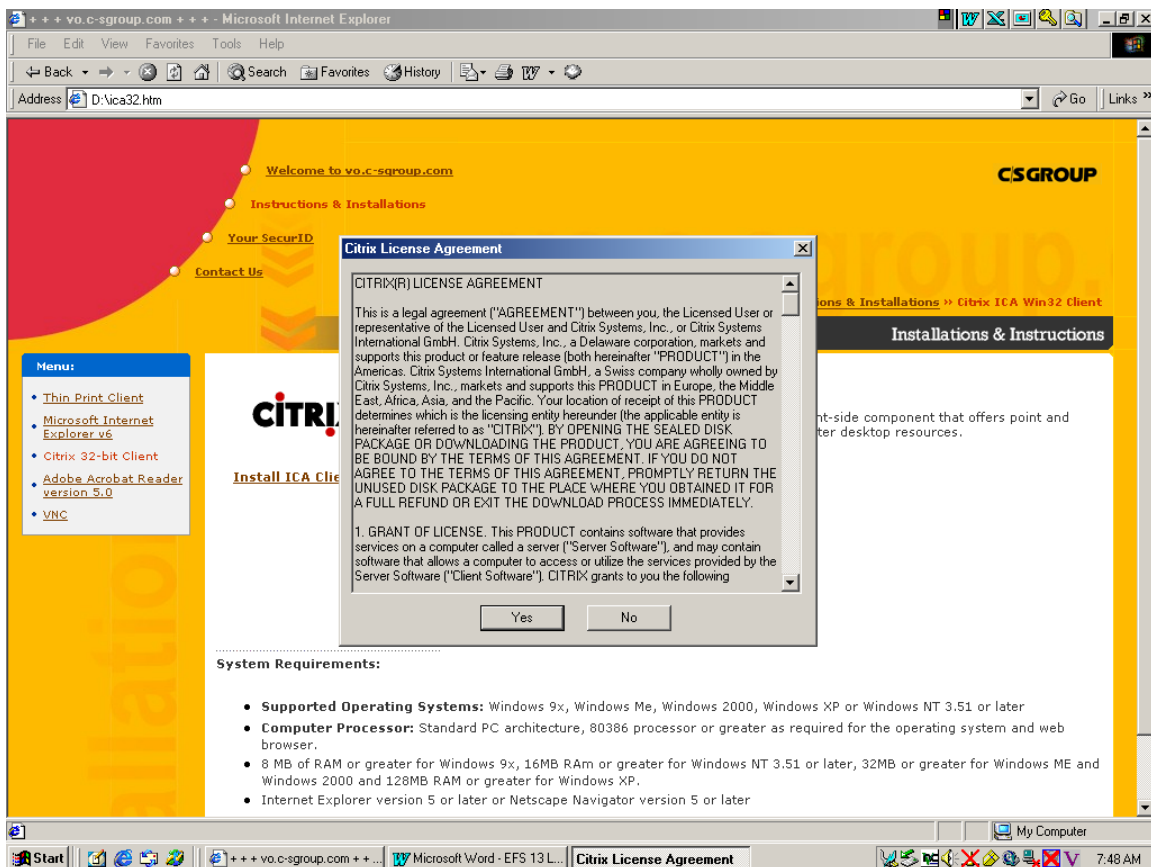 + + + vo.c-sgroup.com + + + - Microsoft Internet Explorer
File Edit View Favorites Tools Help
Back Search Favorites History
Address D:\ica32.htm Go Links »
Welcome to vo.c-sgroup.com
CSGROUP
Instructions & Installations
Your SecurID
Contact Us
group.
ions & Installations » Citrix ICA Win32 Client
Installations & Instructions
Menu:
Thin Print Client
Microsoft Internet
Explorer v6
Citrix 32-bit Client
Adobe Acrobat Reader
version 5.0
VNC
CITRI
nt-side component that offers point and
ter desktop resources.
Install ICA Clie
Citrix License Agreement
CITRIX(R) LICENSE AGREEMENT
This is a legal agreement ("AGREEMENT") between you, the Licensed User or
representative of the Licensed User and Citrix Systems, Inc., or Citrix Systems
International GmbH. Citrix Systems, Inc., a Delaware corporation, markets and
supports this product or feature release (both hereinafter "PRODUCT") in the
Americas. Citrix Systems International GmbH, a Swiss company wholly owned by
Citrix Systems, Inc., markets and supports this PRODUCT in Europe, the Middle
East, Africa, Asia, and the Pacific. Your location of receipt of this PRODUCT
determines which is the licensing entity hereunder (the applicable entity is
hereinafter referred to as "CITRIX"). BY OPENING THE SEALED DISK
PACKAGE OR DOWNLOADING THE PRODUCT, YOU ARE AGREEING TO
BE BOUND BY THE TERMS OF THIS AGREEMENT. IF YOU DO NOT
AGREE TO THE TERMS OF THIS AGREEMENT, PROMPTLY RETURN THE
UNUSED DISK PACKAGE TO THE PLACE WHERE YOU OBTAINED IT FOR
A FULL REFUND OR EXIT THE DOWNLOAD PROCESS IMMEDIATELY.
1. GRANT OF LICENSE. This PRODUCT contains software that provides
services on a computer called a server ("Server Software"), and may contain
software that allows a computer to access or utilize the services provided by the
Server Software ("Client Software"). CITRIX grants to you the following
Yes No
System Requirements:
Supported Operating Systems: Windows 9x, Windows Me, Windows 2000, Windows XP or Windows NT 3.51 or later
Computer Processor: Standard PC architecture, 80386 processor or greater as required for the operating system and web
browser.
8 MB of RAM or greater for Windows 9x, 16MB RAm or greater for Windows NT 3.51 or later, 32MB or greater for Windows ME and
Windows 2000 and 128MB RAM or greater for Windows XP.
Internet Explorer version 5 or later or Netscape Navigator version 5 or later
My Computer
Start + + + vo.c-sgroup.com + + ... Microsoft Word - EFS 13 L... Citrix License Agreement 7:48 AM